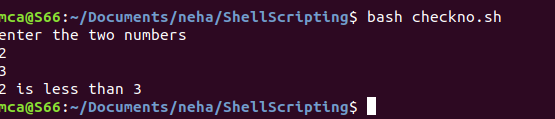 mca@S66:~/Documents/neha/ShellScripting$ bash checkno.sh
enter the two numbers
2
3
2 is less than 3
mca@S66:~/Documents/neha/ShellScripting$